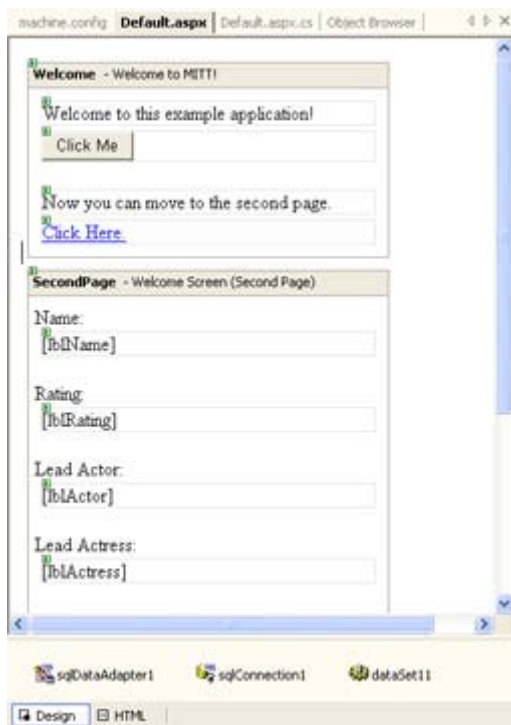 machine.config Default.aspx Default.aspx.cs Object Browser
Welcome - Welcome to MITT!
Welcome to this example application!
Click Me
Now you can move to the second page.
Click Here.
SecondPage - Welcome Screen (Second Page)
Name:
[lblName]
Rating:
[lblRating]
Lead Actor:
[lblActor]
Lead Actress:
[lblActress]
sqlDataAdapter1 sqlConnection1 dataSet11
Design HTML